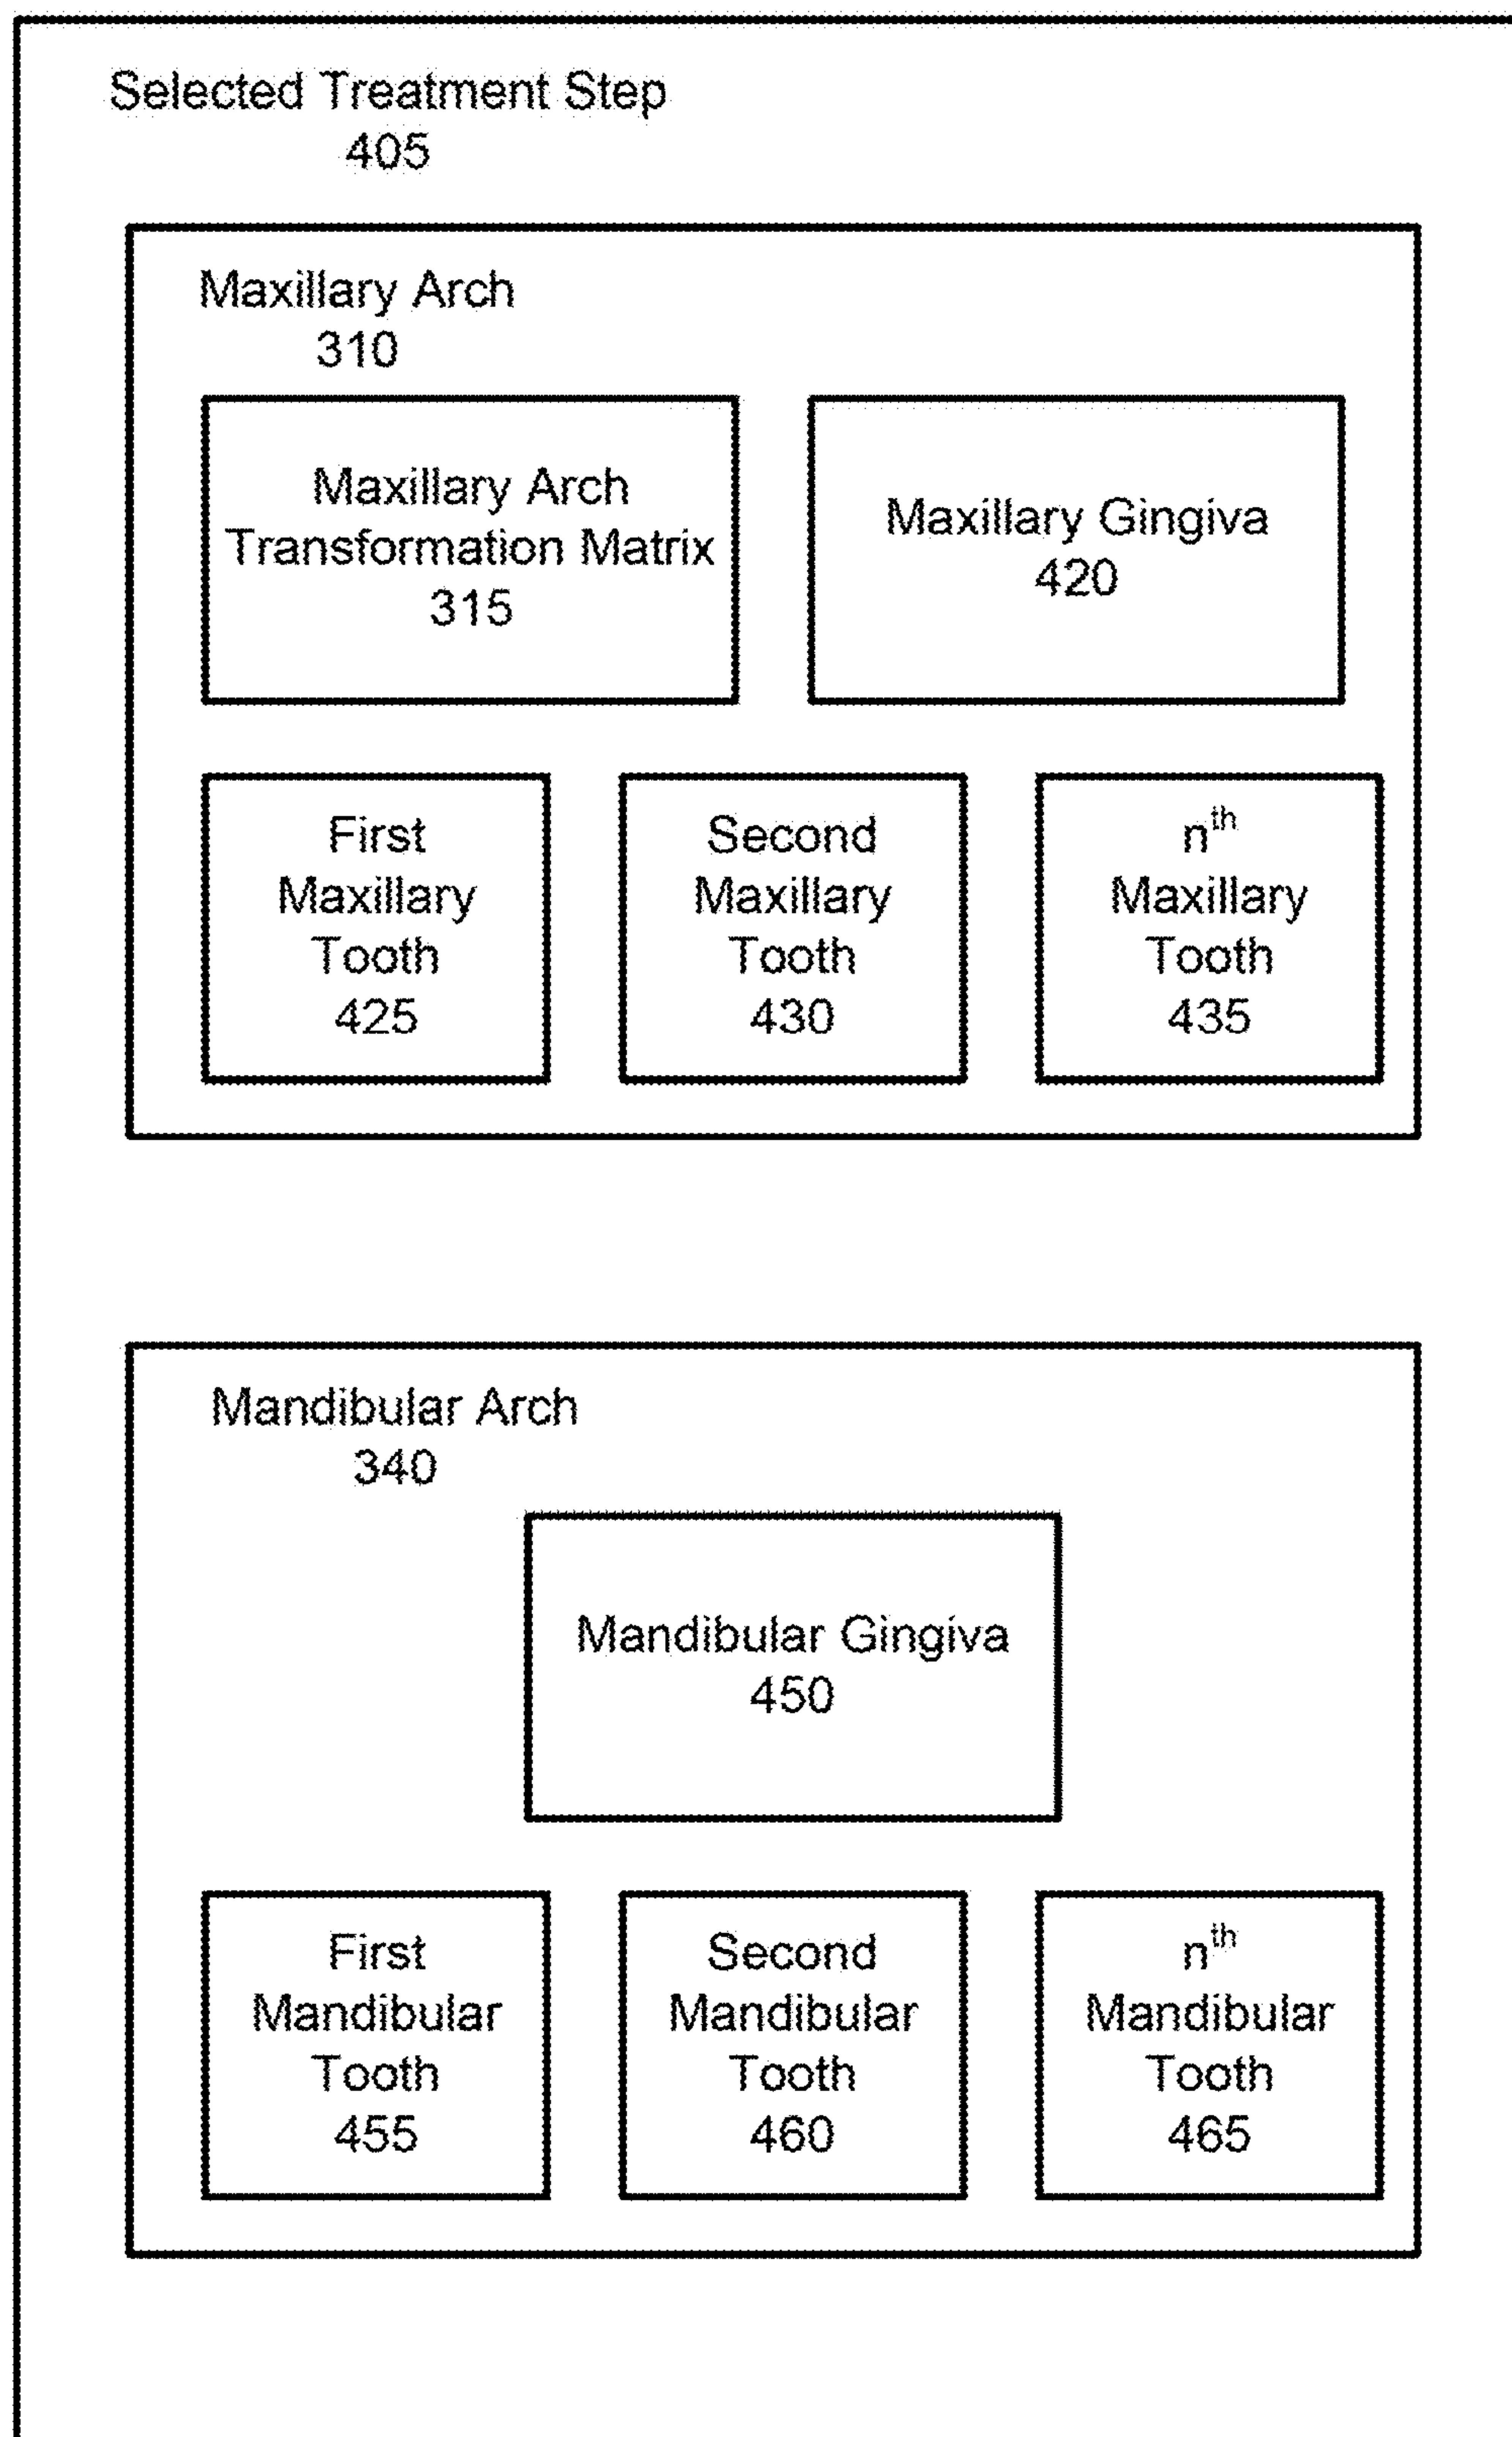 Selected Treatment Step
405
Maxillary Arch
310
Maxillary Arch
Transformation Matrix
315
Maxillary Gingiva
420
First
Maxillary
Tooth
425
Second
Maxillary
Tooth
430
nth
Maxillary
Tooth
435
Mandibular Arch
340
Mandibular Gingiva
450
First
Mandibular
Tooth
455
Second
Mandibular
Tooth
460
nth
Mandibular
Tooth
465